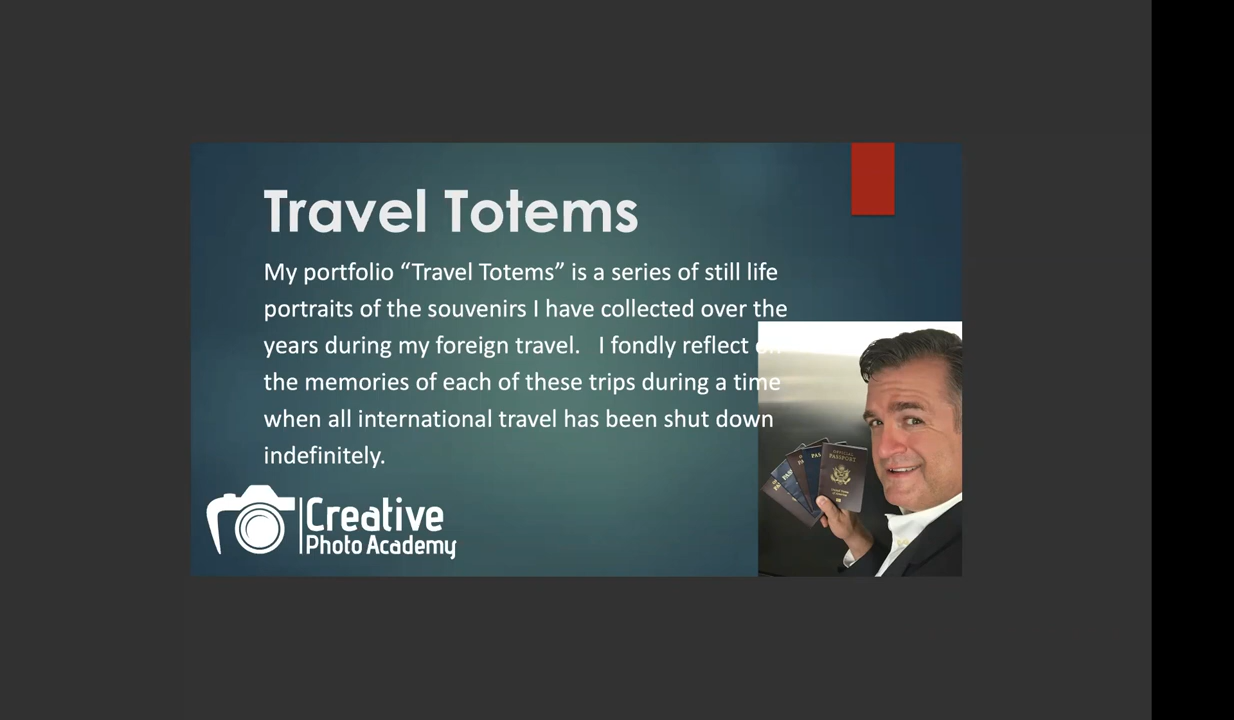 Travel Totems
My portfolio “Travel Totems” is a series of still life
portraits of the souvenirs I have collected over the
years during my foreign travel. I fondly reflect on
the memories of each of these trips during a time
when all international travel has been shut down
indefinitely.
PASSPORT
Creative
Photo Academy